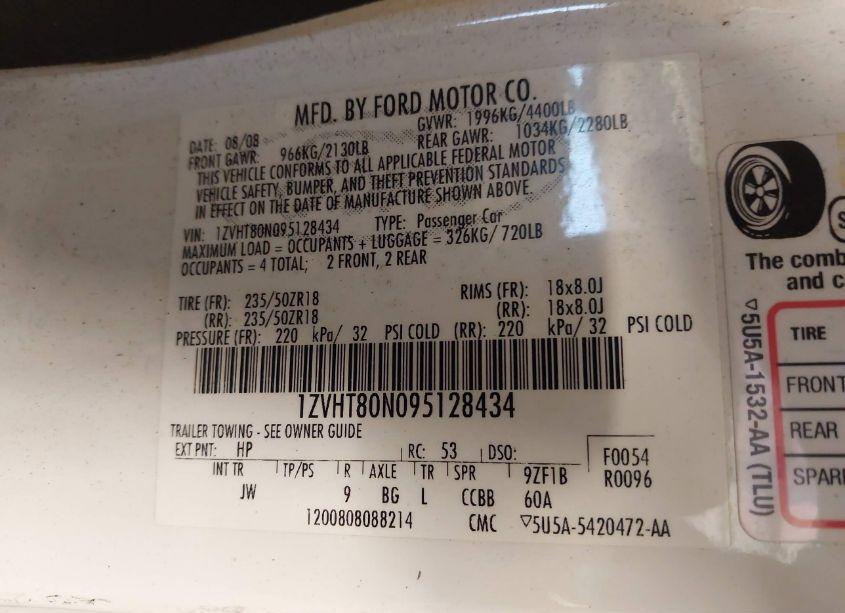 MFD. BY FORD MOTOR CO.
DATE: 08/08 GVWR: 1996KG/4400LB
FRONT GAWR: 966KG/2130LB REAR GAWR: 1034KG/2280LB
THIS VEHICLE CONFORMS TO ALL APPLICABLE FEDERAL MOTOR
VEHICLE SAFETY, BUMPER, AND THEFT PREVENTION STANDARDS
IN EFFECT ON THE DATE OF MANUFACTURE SHOWN ABOVE.
VIN: 1ZVHT80N095128434 TYPE: Passenger Car
MAXIMUM LOAD = OCCUPANTS + LUGGAGE = 326KG/ 720LB
OCCUPANTS = 4 TOTAL; 2 FRONT, 2 REAR
TIRE (FR): 235/50ZR18 RIMS (FR): 18x8.0J
(RR): 235/50ZR18 (RR): 18x8.0J
PRESSURE (FR): 220 kPa/ 32 PSI COLD (RR): 220 kPa/ 32 PSI COLD
1ZVHT80N095128434
TRAILER TOWING - SEE OWNER GUIDE
EXT PNT: HP RC: 53 DSO: F0054
INT TR TP/PS R AXLE TR SPR 9ZF1B R0096
JW 9 BG L CCBB 60A
1200808088214 CMC ▽5U5A-5420472-AA
The comb
and c
▽5U5A-1532-AA (TLU)
TIRE
FRONT
REAR
SPAR